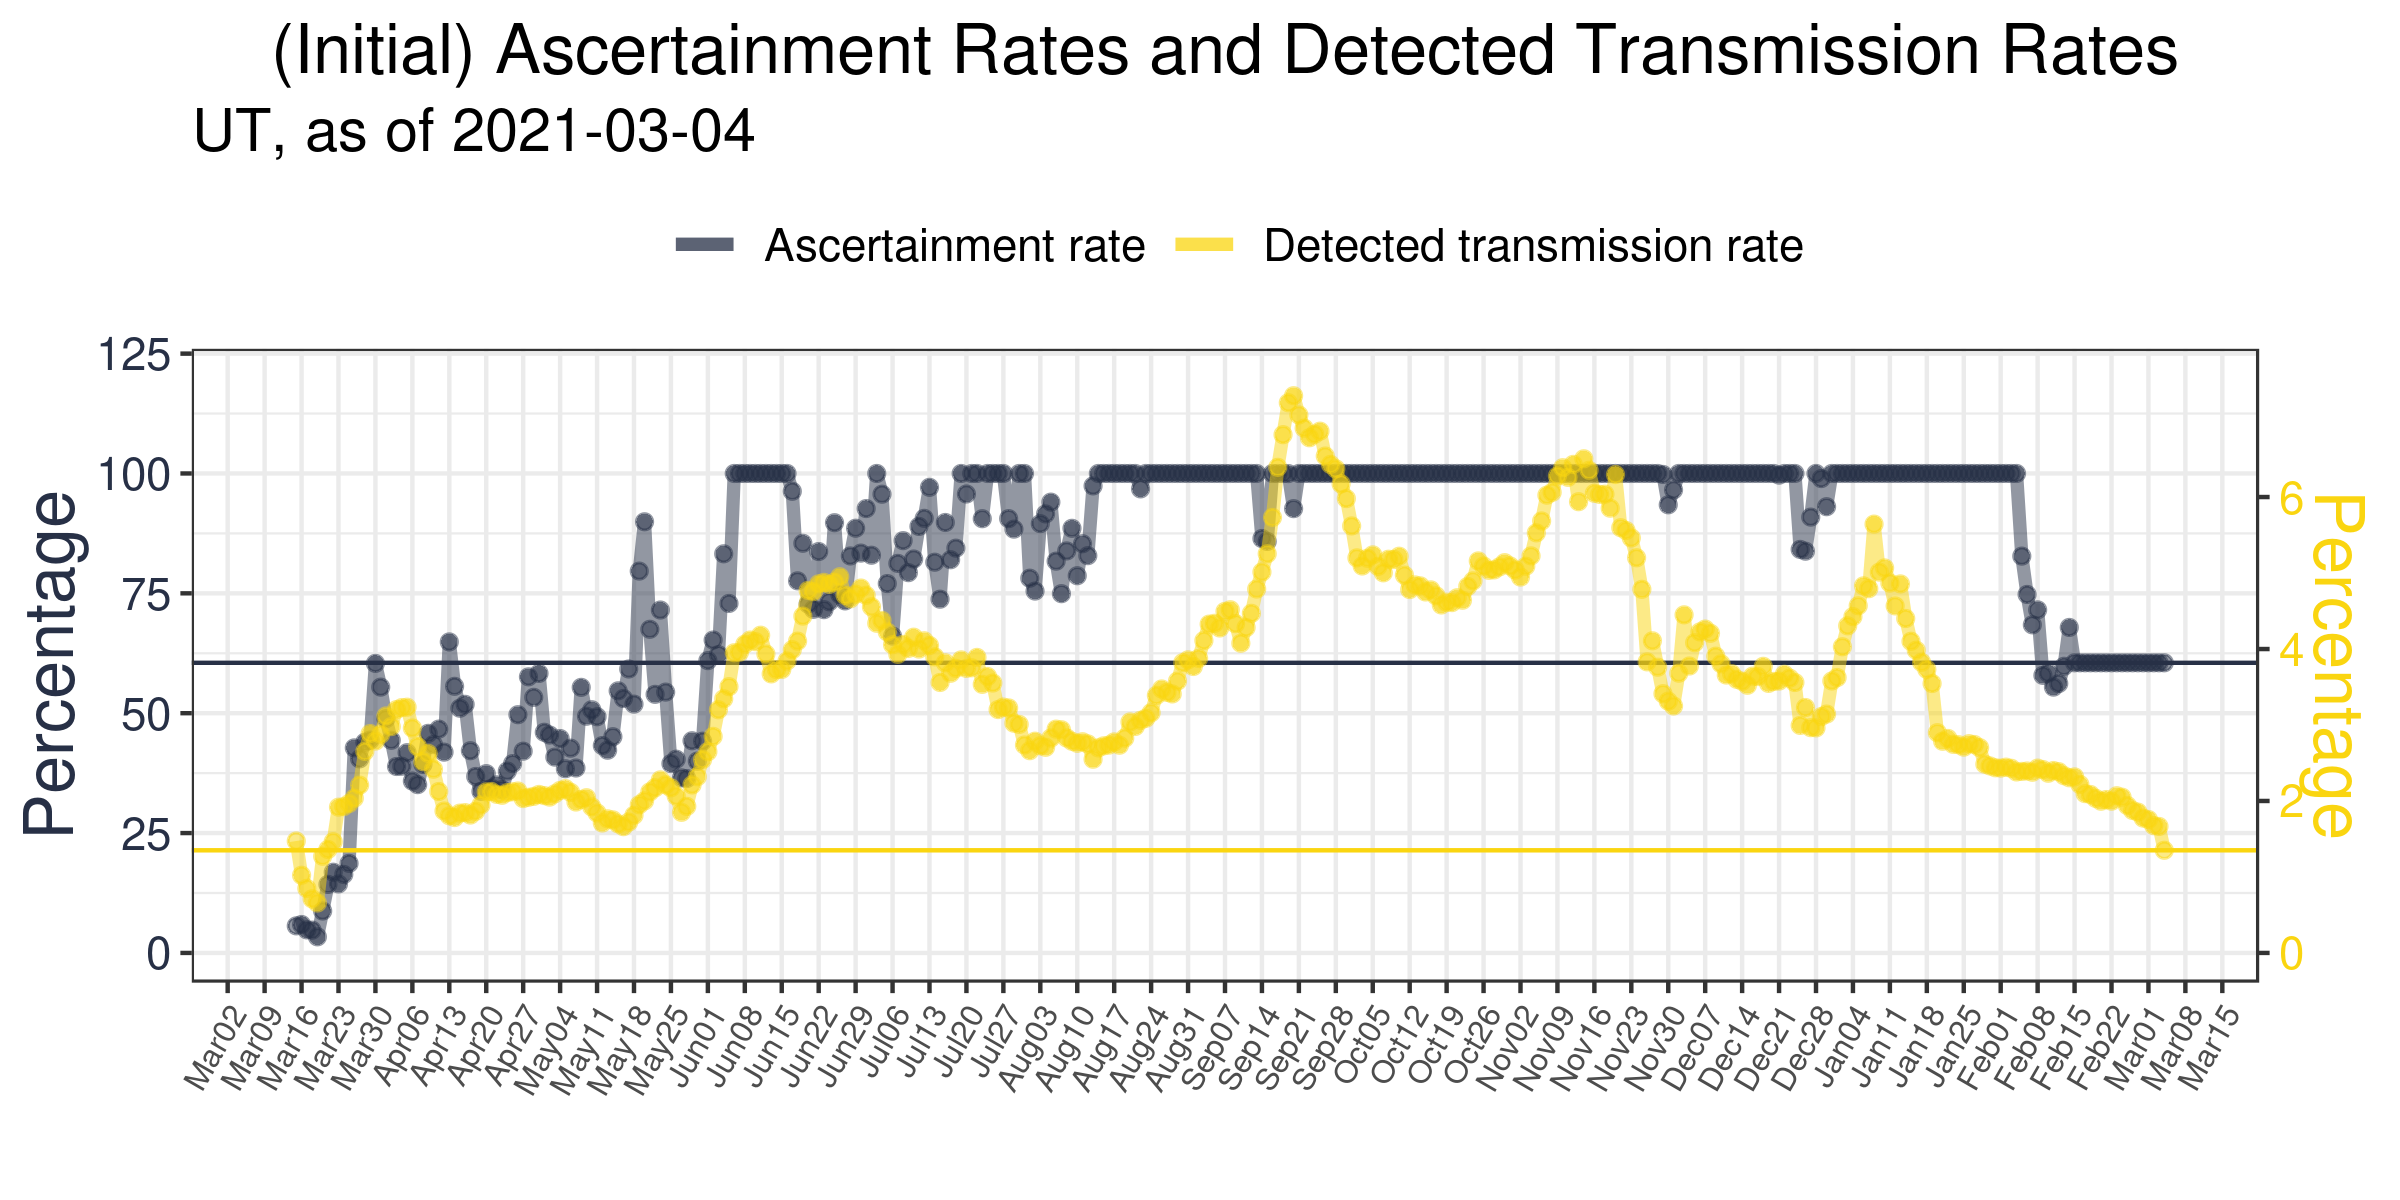 (Initial) Ascertainment Rates and Detected Transmission Rates
UT, as of 2021-03-04
Ascertainment rate
Detected transmission rate
Percentage
125
100
75
50
25
0
6
4
2
0
Percentage
Mar02
Mar09
Mar16
Mar23
Mar30
Apr06
Apr13
Apr20
Apr27
May04
May11
May18
May25
Jun01
Jun08
Jun15
Jun22
Jun29
Jul06
Jul13
Jul20
Jul27
Aug03
Aug10
Aug17
Aug24
Aug31
Sep07
Sep14
Sep21
Sep28
Oct05
Oct12
Oct19
Oct26
Nov02
Nov09
Nov16
Nov23
Nov30
Dec07
Dec14
Dec21
Dec28
Jan04
Jan11
Jan18
Jan25
Feb01
Feb08
Feb15
Feb22
Mar01
Mar08
Mar15